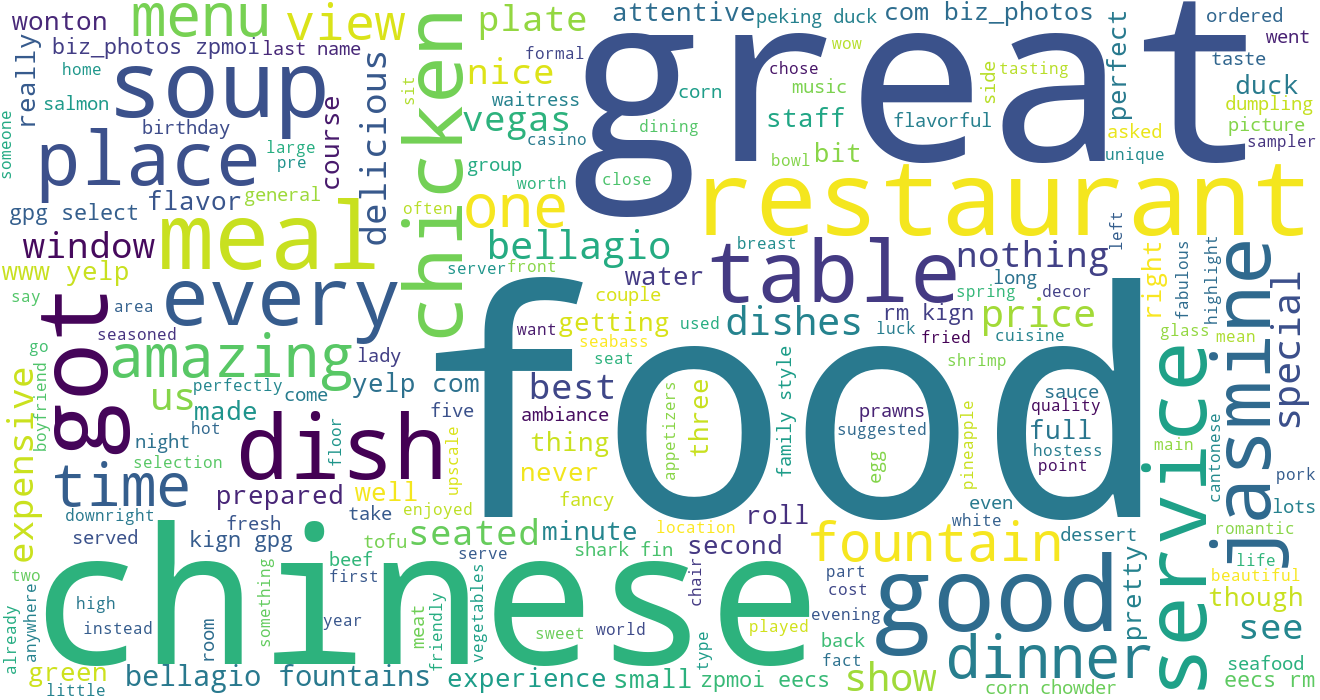 wonton
menu
view
plate
attentive
peking duck
com biz_photos
ordered
went
great
biz_photos zpmoi
last name
formal
wow
perfect
taste
really
home
soup
delicious
sit
chicken
nice
waitress
corn
chose
music
side
tasting
duck
dumpling
salmon
birthday
course
vegas
casino
staff
flavorful
asked
picture
dining
sampler
someone
place
large
pre
group
bowl
bit
unique
general
flavor
worth
close
restaurant
gpg select
often
one
meal
left
window
bellagio
breast
table
nothing
right
fabulous
highlight
jasmine
special
www yelp
server
front
water
long
say
area
every
couple
spring
decor
got
seasoned
want
getting
used
dishes
luck
rm kign
price
glass
mean
go
amazing
lady
seabass
fried
cuisine
seat
shrimp
expensive
boyfriend
us
perfectly
come
yelp com
food
best
appetizers
three
family style
sauce
service
made
five
ambiance
prawns
quality
full
cantonese
night
hot
floor
dish
upscale
thing
suggested
hostess
main
selection
never
egg
pineapple
point
pork
time
prepared
well
enjoyed
fancy
roll
even
lots
downright
fresh
take
seated
minute
location
white
dessert
romantic
served
kign gpg
tofu
shark fin
second
fountain
two
beef
serve
chair
good
pretty
life
chinese
first
part
cost
beautiful
high
something
meat
friendly
vegetables
though
instead
year
sweet
world
played
evening
already
anywhere
room
type
back
fact
dinner
see
green
bellagio fountains
experience
small
zpmoi eecs
show
corn chowder
seafood
eecs rm
little